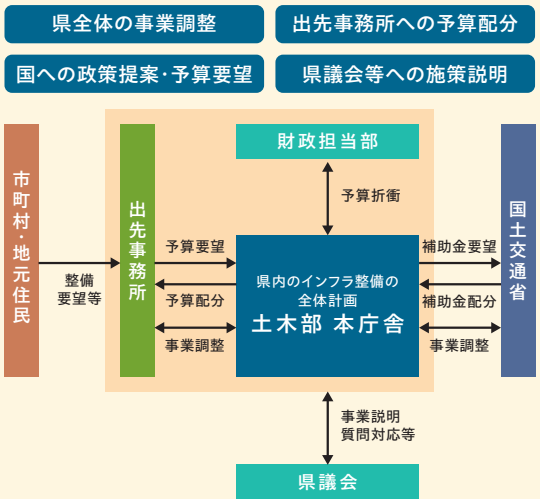 県全体の事業調整
出先事務所への予算配分
国への政策提案・予算要望
県議会等への施策説明
財政担当部
予算折衝
市町村・地元住民
整備
要望等
出先事務所
予算要望
予算配分
事業調整
県内のインフラ整備の
全体計画
土木部 本庁舎
補助金要望
補助金配分
事業調整
国土交通省
事業説明
質問対応等
県議会